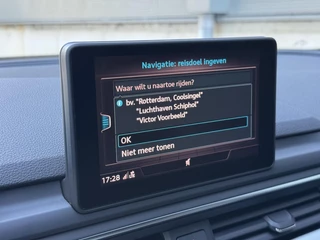 Navigatie: reisdoel ingeven
Waar wilt u naartoe rijden?
bv. "Rotterdam, Coolsingel"
"Luchthaven Schiphol"
"Victor Voorbeeld"
OK
Niet meer tonen
17:28